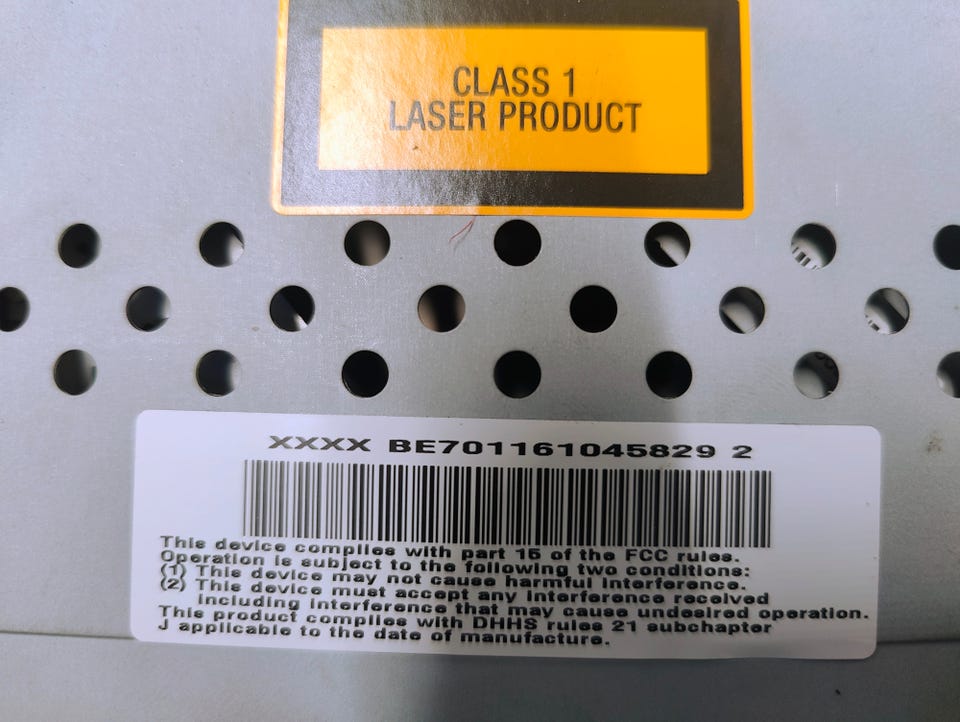 CLASS 1
LASER PRODUCT
XXXX BE701161045829 2
This device complies with part 15 of the FCC rules.
Operation is subject to the following two conditions:
(1) This device may not cause harmful interference.
(2) This device must accept any interference received
including interference that may cause undesired operation.
This product complies with DHHS rules 21 subchapter
J applicable to the date of manufacture.